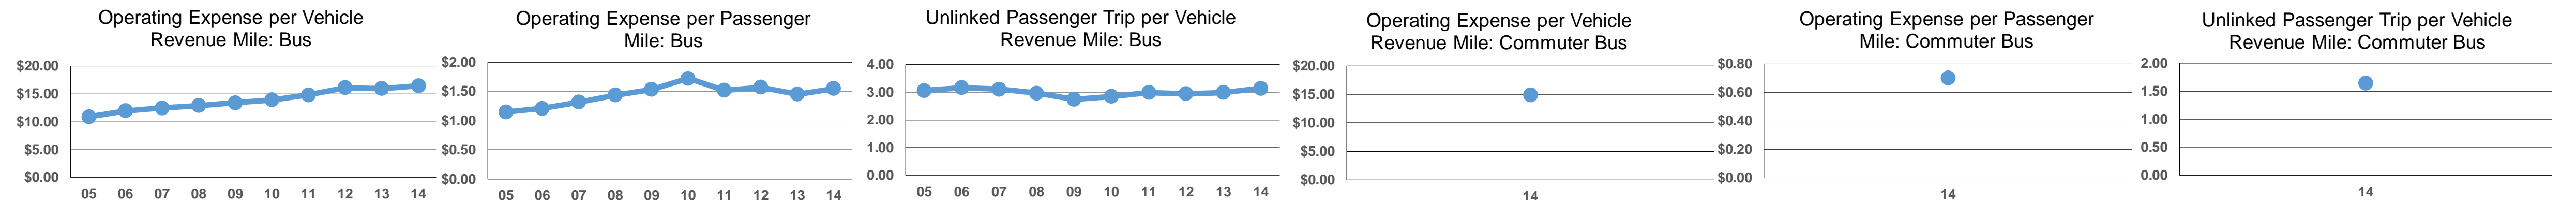 Operating Expense per Vehicle
Revenue Mile: Bus
$20.00
$15.00
$10.00
$5.00
$0.00
05 06 07 08 09 10 11 12 13 14
Operating Expense per Passenger
Mile: Bus
$2.00
$1.50
$1.00
$0.50
$0.00
05 06 07 08 09 10 11 12 13 14
Unlinked Passenger Trip per Vehicle
Revenue Mile: Bus
4.00
3.00
2.00
1.00
0.00
05 06 07 08 09 10 11 12 13 14
Operating Expense per Vehicle
Revenue Mile: Commuter Bus
$20.00
$15.00
$10.00
$5.00
$0.00
14
Operating Expense per Passenger
Mile: Commuter Bus
$0.80
$0.60
$0.40
$0.20
$0.00
14
Unlinked Passenger Trip per Vehicle
Revenue Mile: Commuter Bus
2.00
1.50
1.00
0.50
0.00
14